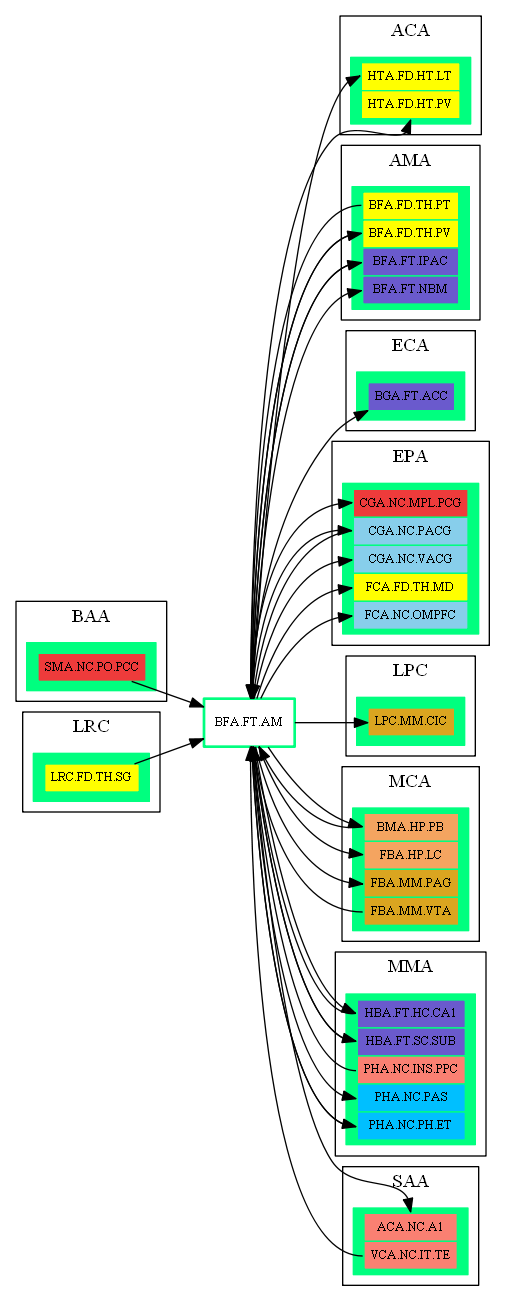 ACA
HTA.FD.HT.LT
HTA.FD.HT.PV
AMA
BFA.FD.TH.PT
BFA.FD.TH.PV
BFA.FT.IPAC
BFA.FT.NBM
ECA
BGA.FT.ACC
EPA
CGA.NC.MPL.PCG
CGA.NC.PACG
CGA.NC.VACG
FCA.FD.TH.MD
FCA.NC.OMPFC
BAA
SMA.NC.PO.PCC
LRC
LRC.FD.TH.SG
BFA.FT.AM
LPC
LPC.MM.CIC
MCA
BMA.HP.PB
FBA.HP.LC
FBA.MM.PAG
FBA.MM.VTA
MMA
HBA.FT.HC.CA1
HBA.FT.SC.SUB
PHA.NC.INS.PPC
PHA.NC.PAS
PHA.NC.PH.ET
SAA
ACA.NC.A1
VCA.NC.IT.TE